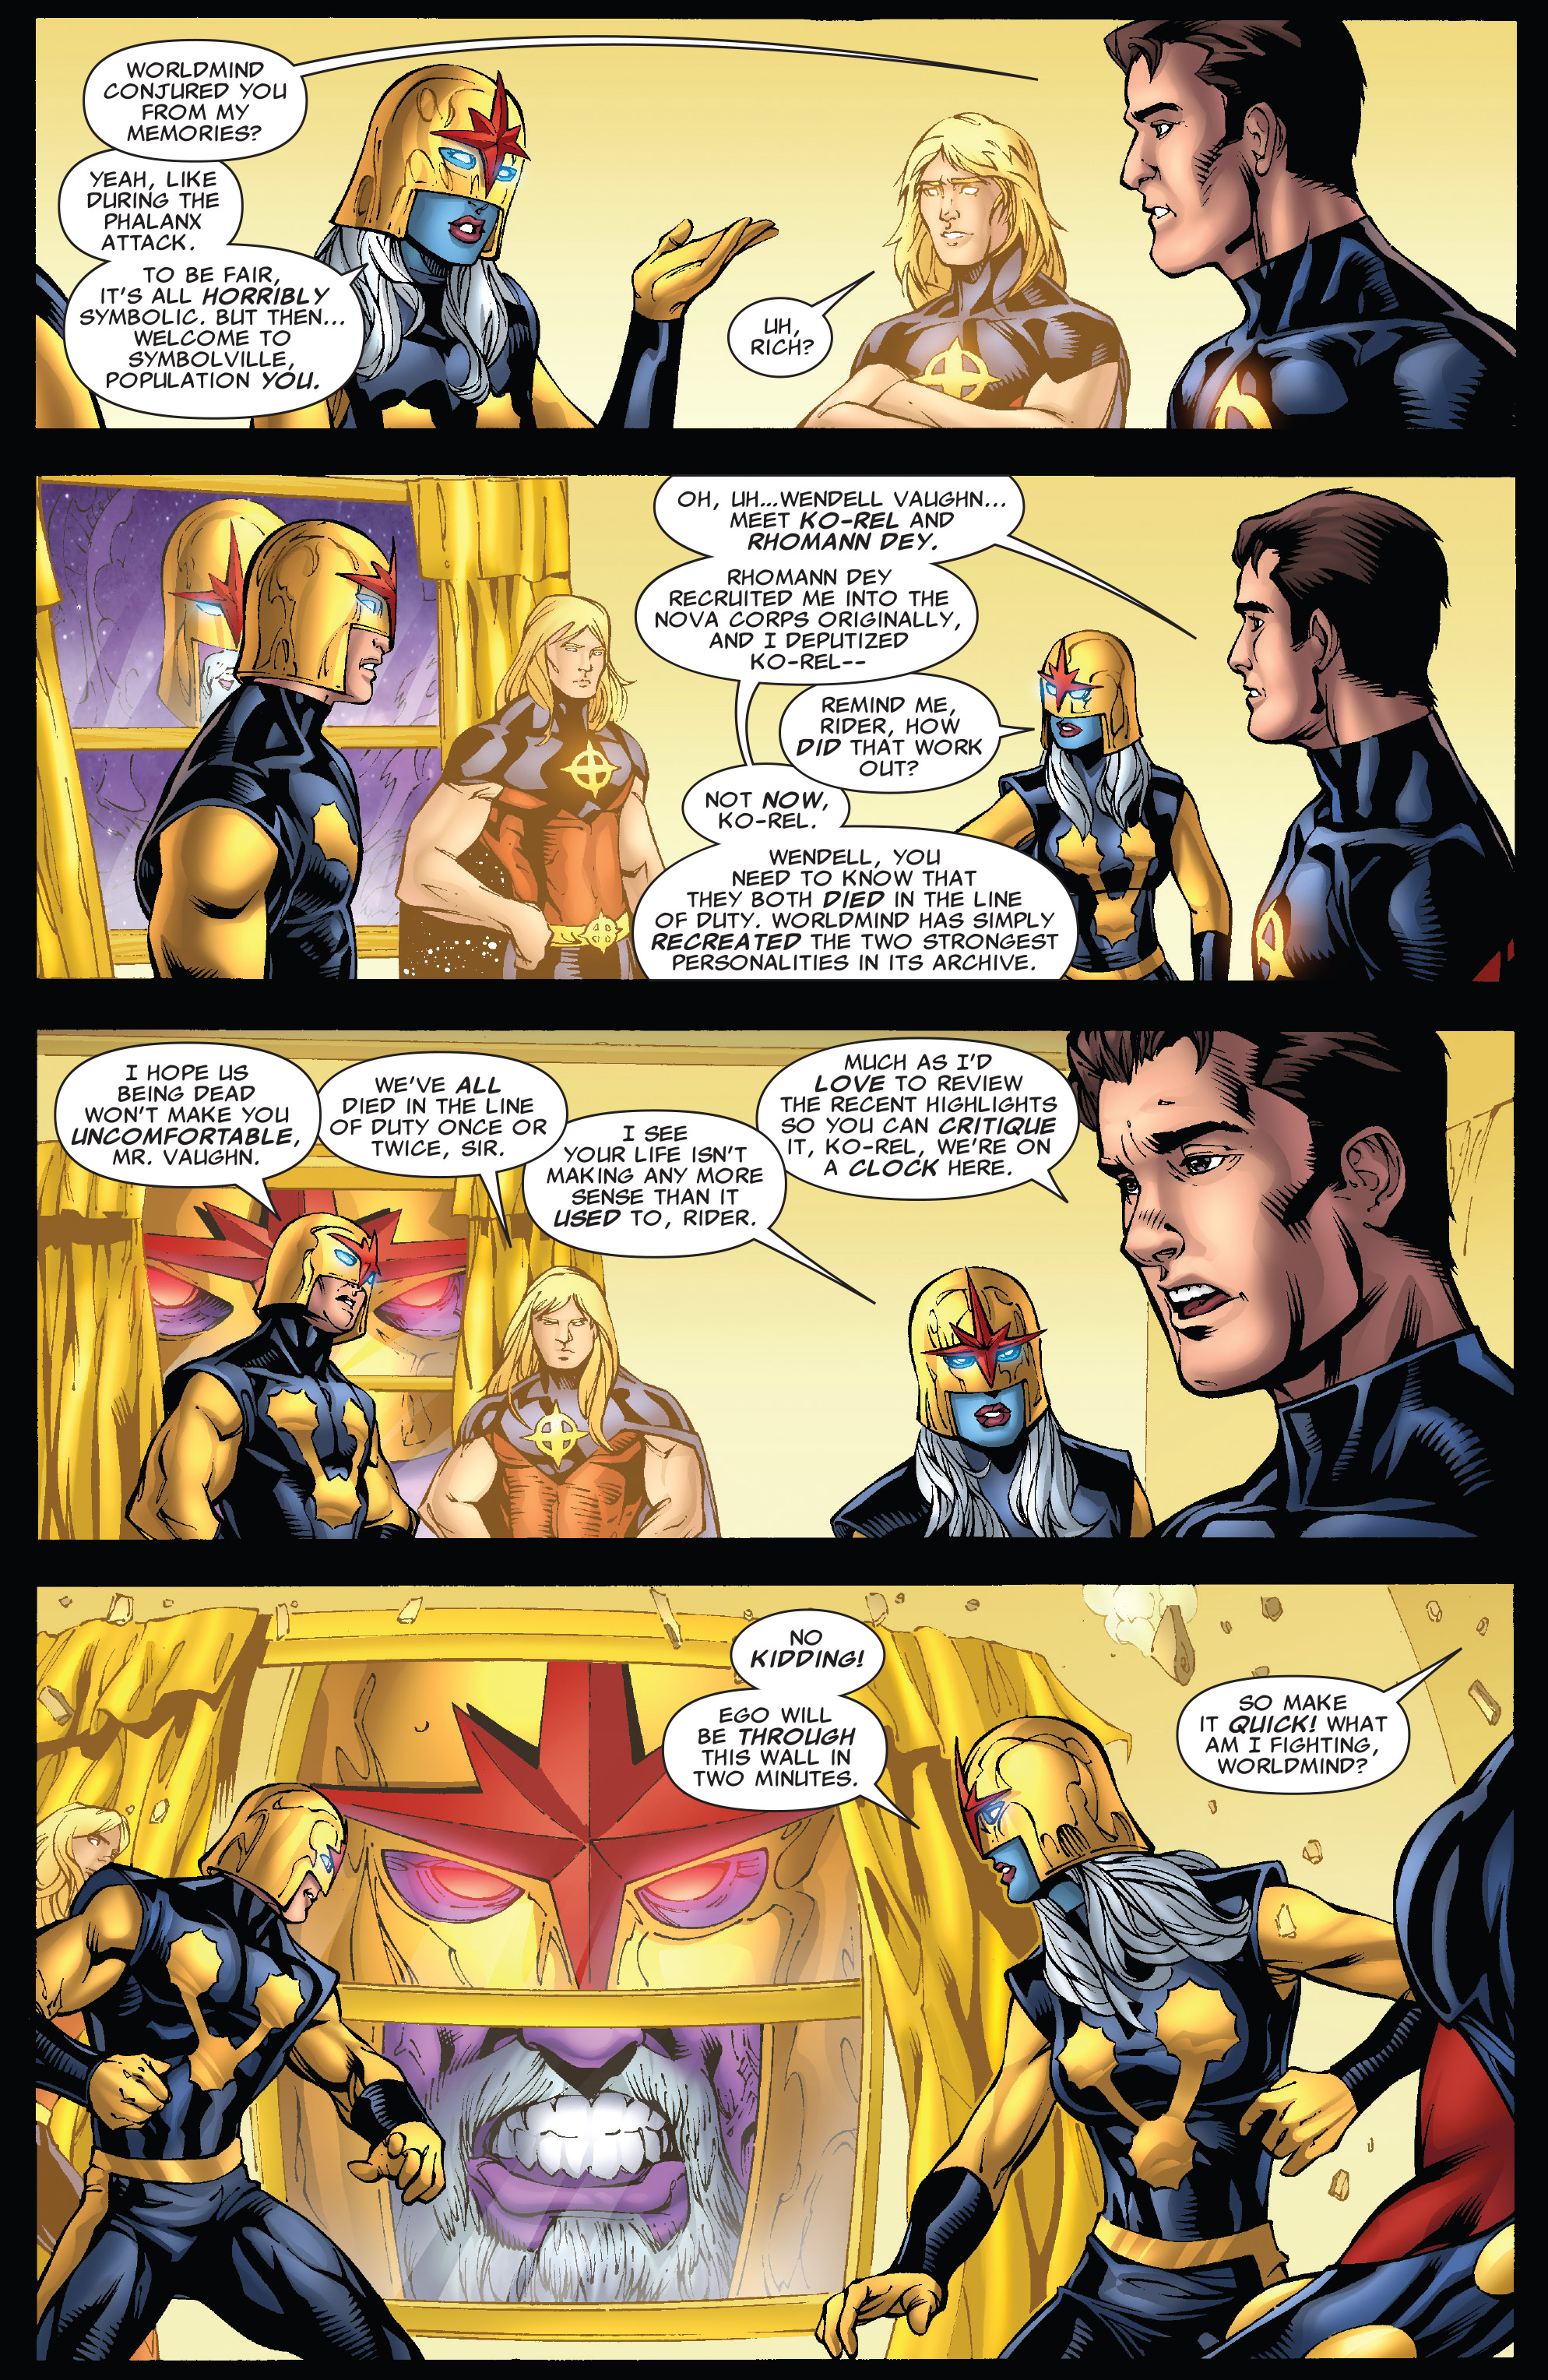 WORLDMIND
CONJURED YOU
FROM MY
MEMORIES?
YEAH, LIKE
DURING THE
PHALANX
ATTACK.
TO BE FAIR,
IT'S ALL HORRIBLY
SYMBOLIC. BUT THEN...
WELCOME TO
SYMBOLVILLE,
POPULATION YOU.
UH,
RICH?
OH, UH...WENDELL VAUGHN...
MEET KO-REL AND
RHOMANN DEY.
RHOMANN DEY
RECRUITED ME INTO THE
NOVA CORPS ORIGINALLY,
AND I DEPUTIZED
KO-REL--
REMIND ME,
RIDER, HOW
DID THAT WORK
OUT?
NOT NOW,
KO-REL.
WENDELL, YOU
NEED TO KNOW THAT
THEY BOTH DIED IN THE LINE
OF DUTY. WORLDMIND HAS SIMPLY
RECREATED THE TWO STRONGEST
PERSONALITIES IN ITS ARCHIVE.
I HOPE US
BEING DEAD
WON'T MAKE YOU
UNCOMFORTABLE,
MR. VAUGHN.
WE'VE ALL
DIED IN THE LINE
OF DUTY ONCE OR
TWICE, SIR.
I SEE
YOUR LIFE ISN'T
MAKING ANY MORE
SENSE THAN IT
USED TO, RIDER.
MUCH AS I'D
LOVE TO REVIEW
THE RECENT HIGHLIGHTS
SO YOU CAN CRITIQUE
IT, KO-REL, WE'RE ON
A CLOCK HERE.
NO
KIDDING!
EGO WILL
BE THROUGH
THIS WALL IN
TWO MINUTES.
SO MAKE
IT QUICK! WHAT
AM I FIGHTING,
WORLDMIND?